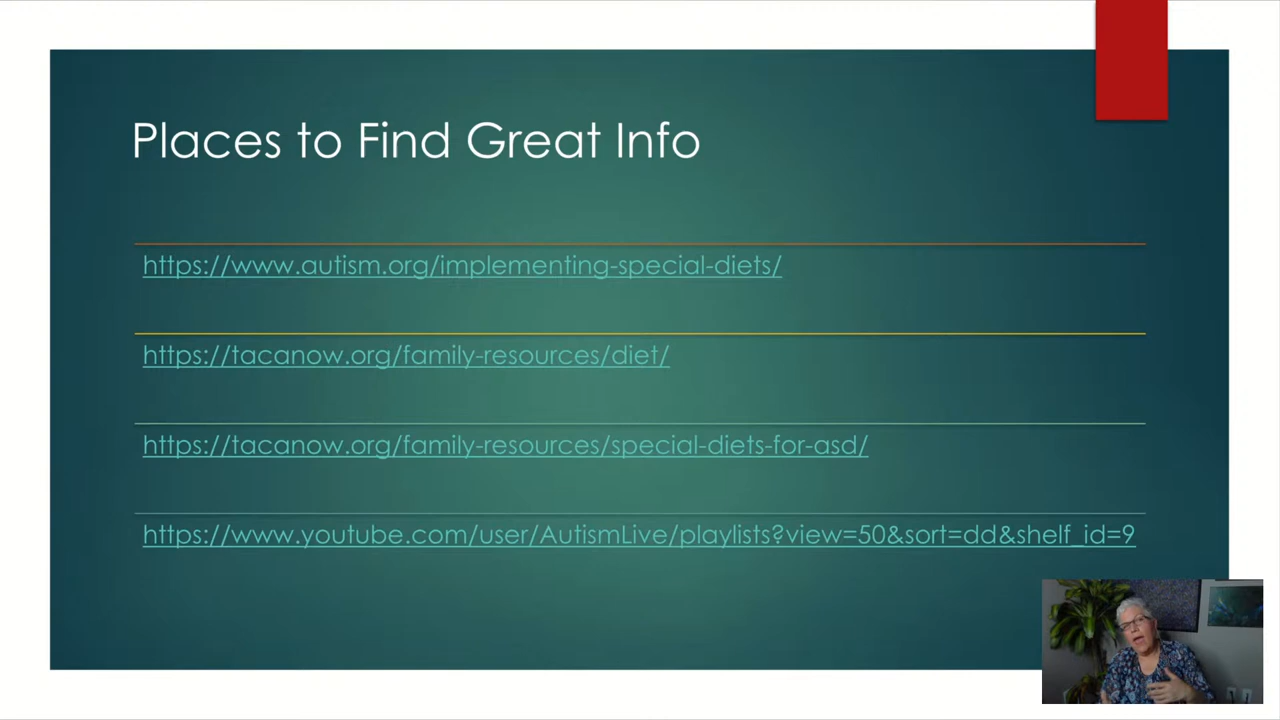 Places to Find Great Info
https://www.autism.org/implementing-special-diets/
https://tacanow.org/family-resources/diet/
https://tacanow.org/family-resources/special-diets-for-asd/
https://www.youtube.com/user/AutismLive/playlists?view=50&sort=dd&shelf_id=9